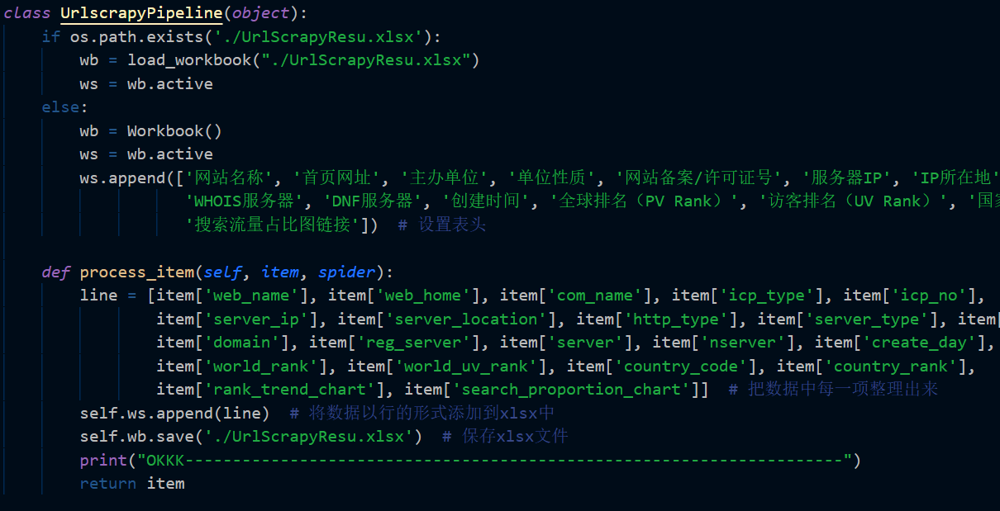 class UrlscrapyPipeline(object):
    if os.path.exists('./UrlScrapyResu.xlsx'):
        wb = load_workbook("./UrlScrapyResu.xlsx")
        ws = wb.active
    else:
        wb = Workbook()
        ws = wb.active
        ws.append(['网站名称', '首页网址', '主办单位', '单位性质', '网站备案/许可证号', '服务器IP', 'IP所在地'
                   'WHOIS服务器', 'DNF服务器', '创建时间', '全球排名（PV Rank）', '访客排名（UV Rank）', '国
                   '搜索流量占比图链接'])  # 设置表头
    def process_item(self, item, spider):
        line = [item['web_name'], item['web_home'], item['com_name'], item['icp_type'], item['icp_no'],
                item['server_ip'], item['server_location'], item['http_type'], item['server_type'], item[
                item['domain'], item['reg_server'], item['server'], item['nserver'], item['create_day'],
                item['world_rank'], item['world_uv_rank'], item['country_code'], item['country_rank'],
                item['rank_trend_chart'], item['search_proportion_chart']]  # 把数据中每一项整理出来
        self.ws.append(line)  # 将数据以行的形式添加到xlsx中
        self.wb.save('./UrlScrapyResu.xlsx')  # 保存xlsx文件
        print("OKKK---------------------------------------------------------------------")
        return item